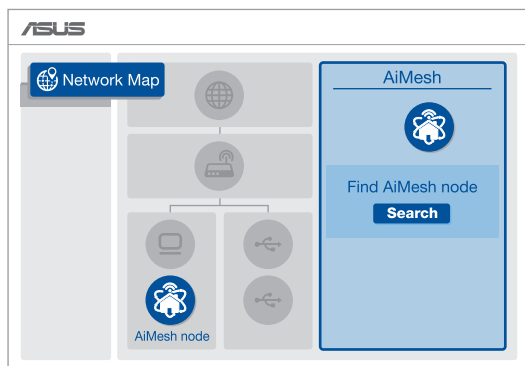 ASUS
Network Map
AiMesh
Find AiMesh node
Search
AiMesh node